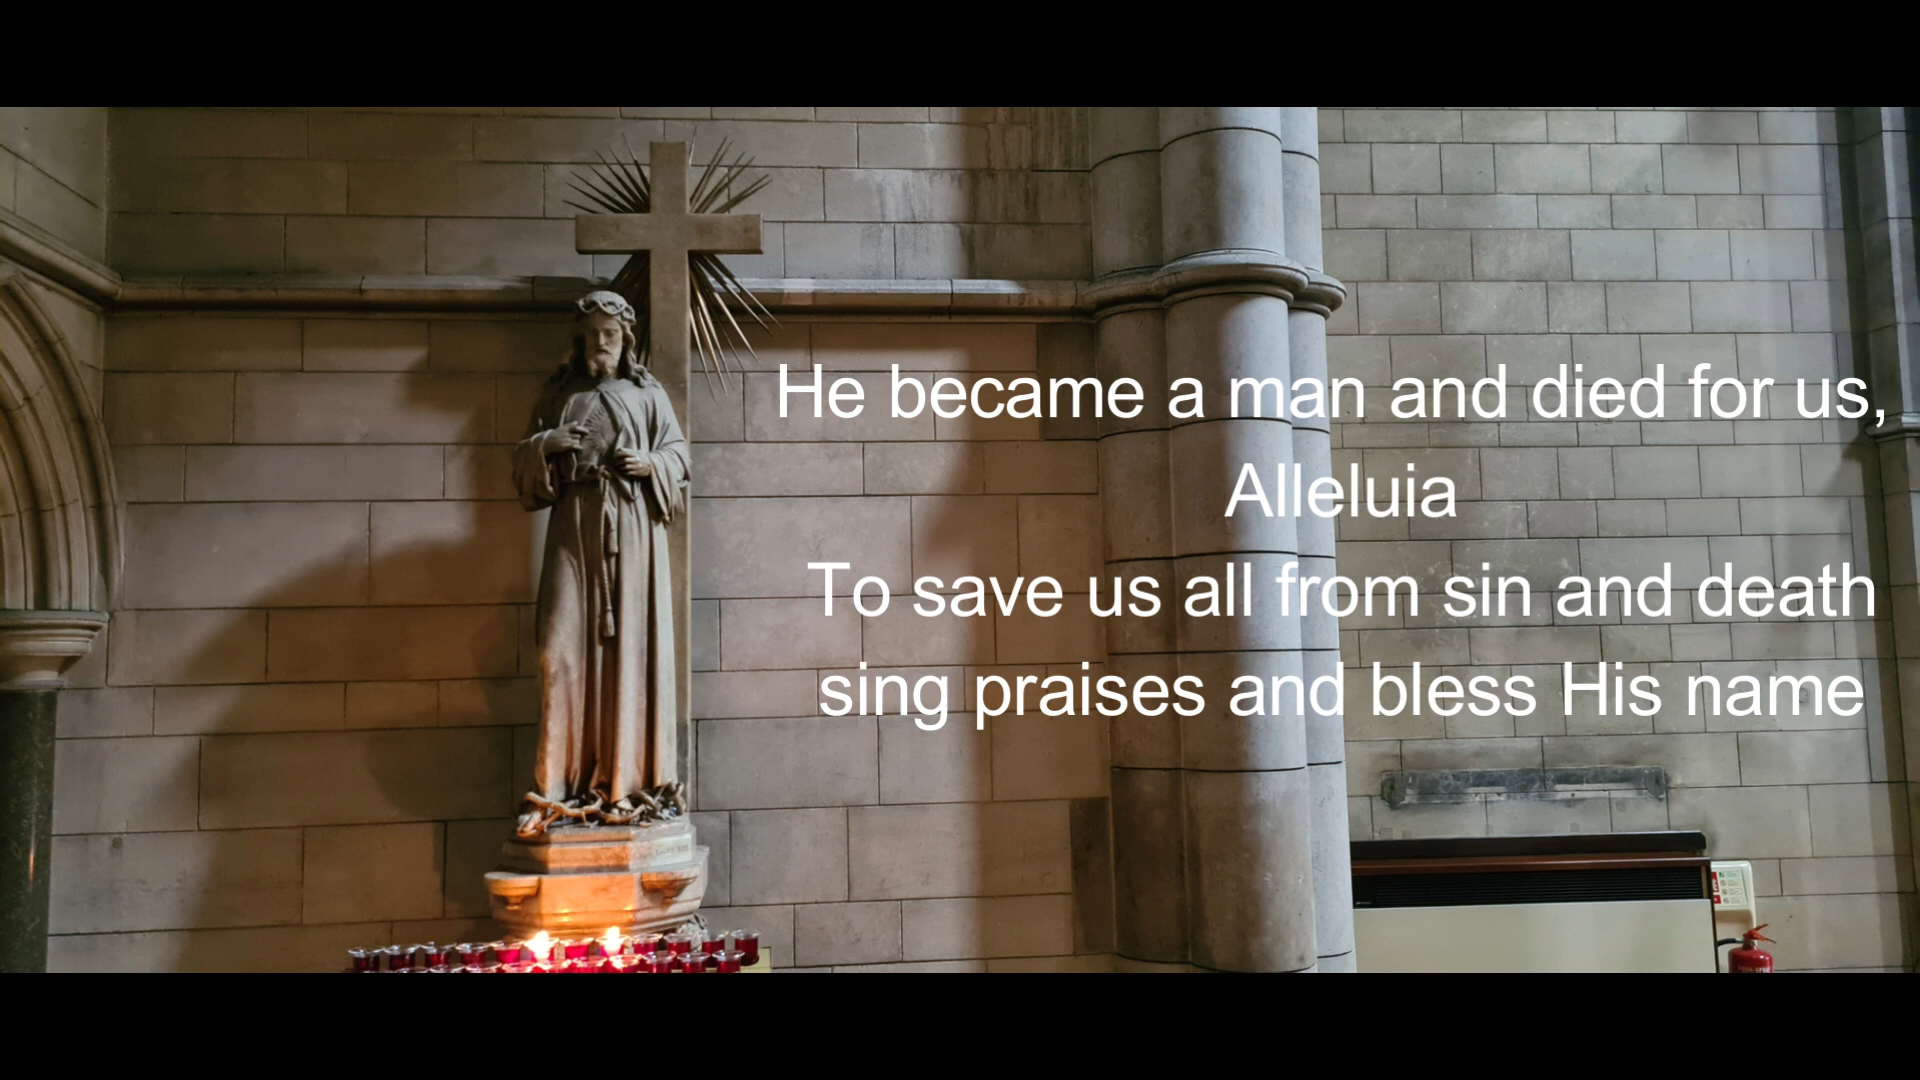 He became a man and died for us,
Alleluia
To save us all from sin and death
sing praises and bless His name